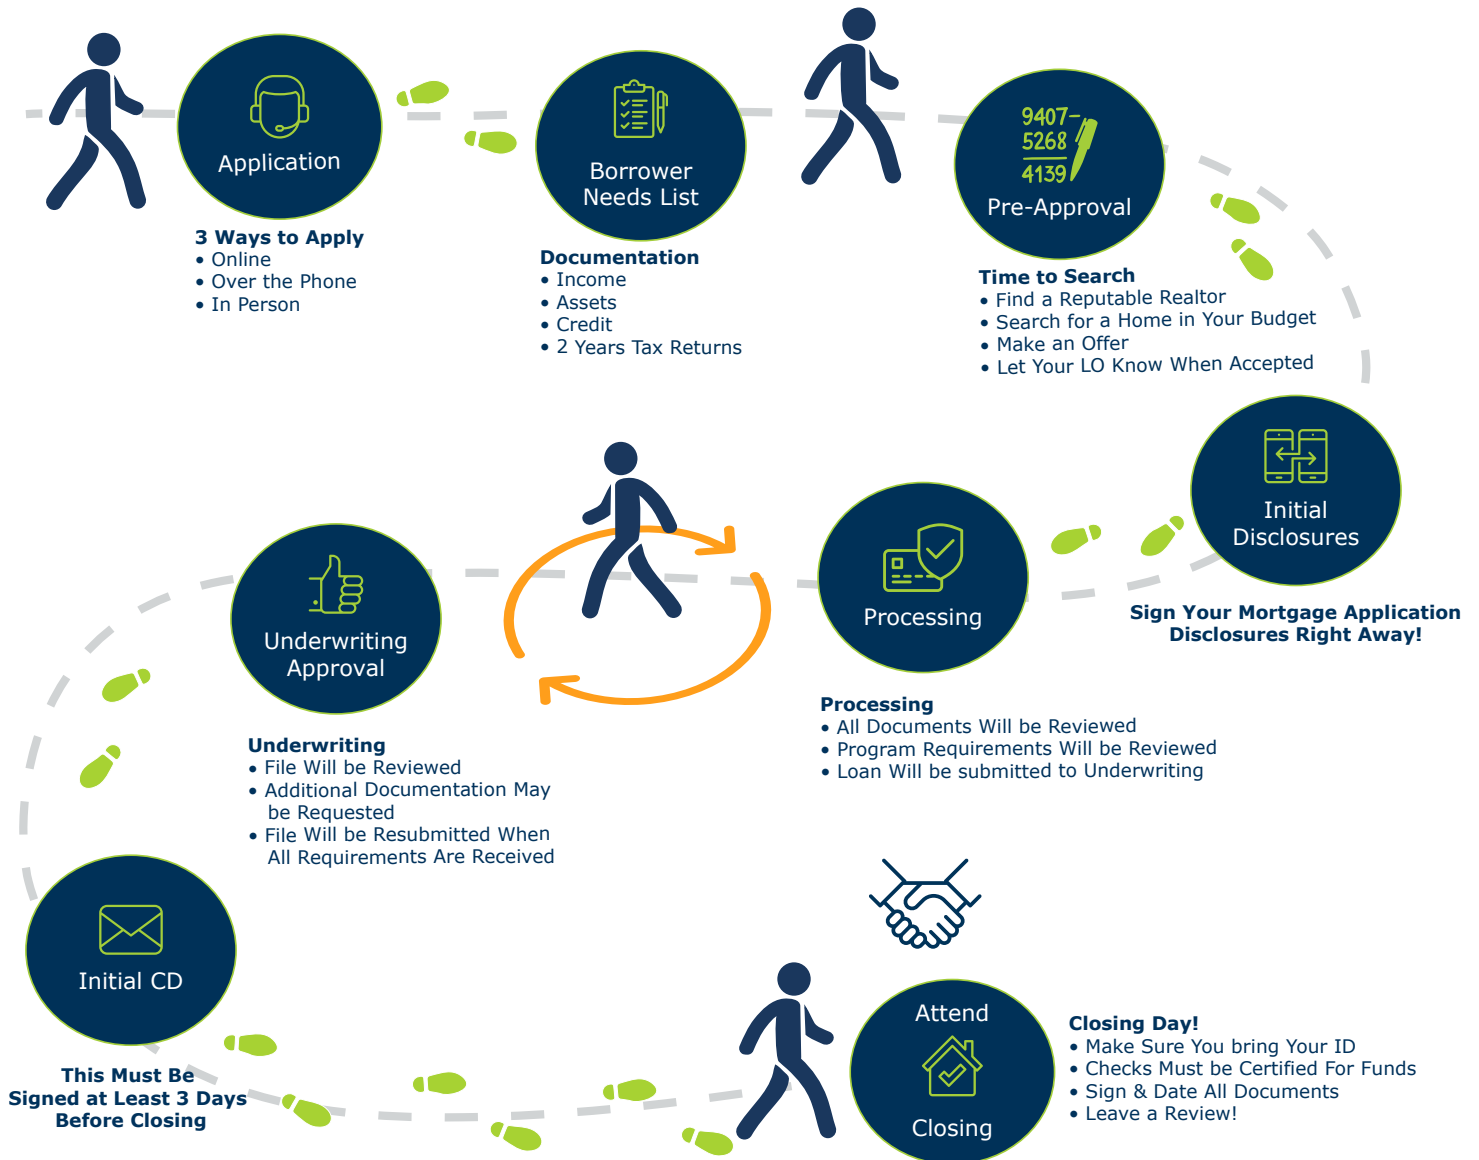 Application
3 Ways to Apply
• Online
• Over the Phone
• In Person
Borrower
Needs List
Documentation
• Income
• Assets
• Credit
• 2 Years Tax Returns
9407-
5268
4139
Pre-Approval
Time to Search
• Find a Reputable Realtor
• Search for a Home in Your Budget
• Make an Offer
• Let Your LO Know When Accepted
Initial
Disclosures
Sign Your Mortgage Application
Disclosures Right Away!
Processing
Processing
• All Documents Will be Reviewed
• Program Requirements Will be Reviewed
• Loan Will be submitted to Underwriting
Underwriting
Approval
Underwriting
• File Will be Reviewed
• Additional Documentation May
be Requested
• File Will be Resubmitted When
All Requirements Are Received
Initial CD
This Must Be
Signed at Least 3 Days
Before Closing
Attend
Closing
Closing Day!
• Make Sure You bring Your ID
• Checks Must be Certified For Funds
• Sign & Date All Documents
• Leave a Review!